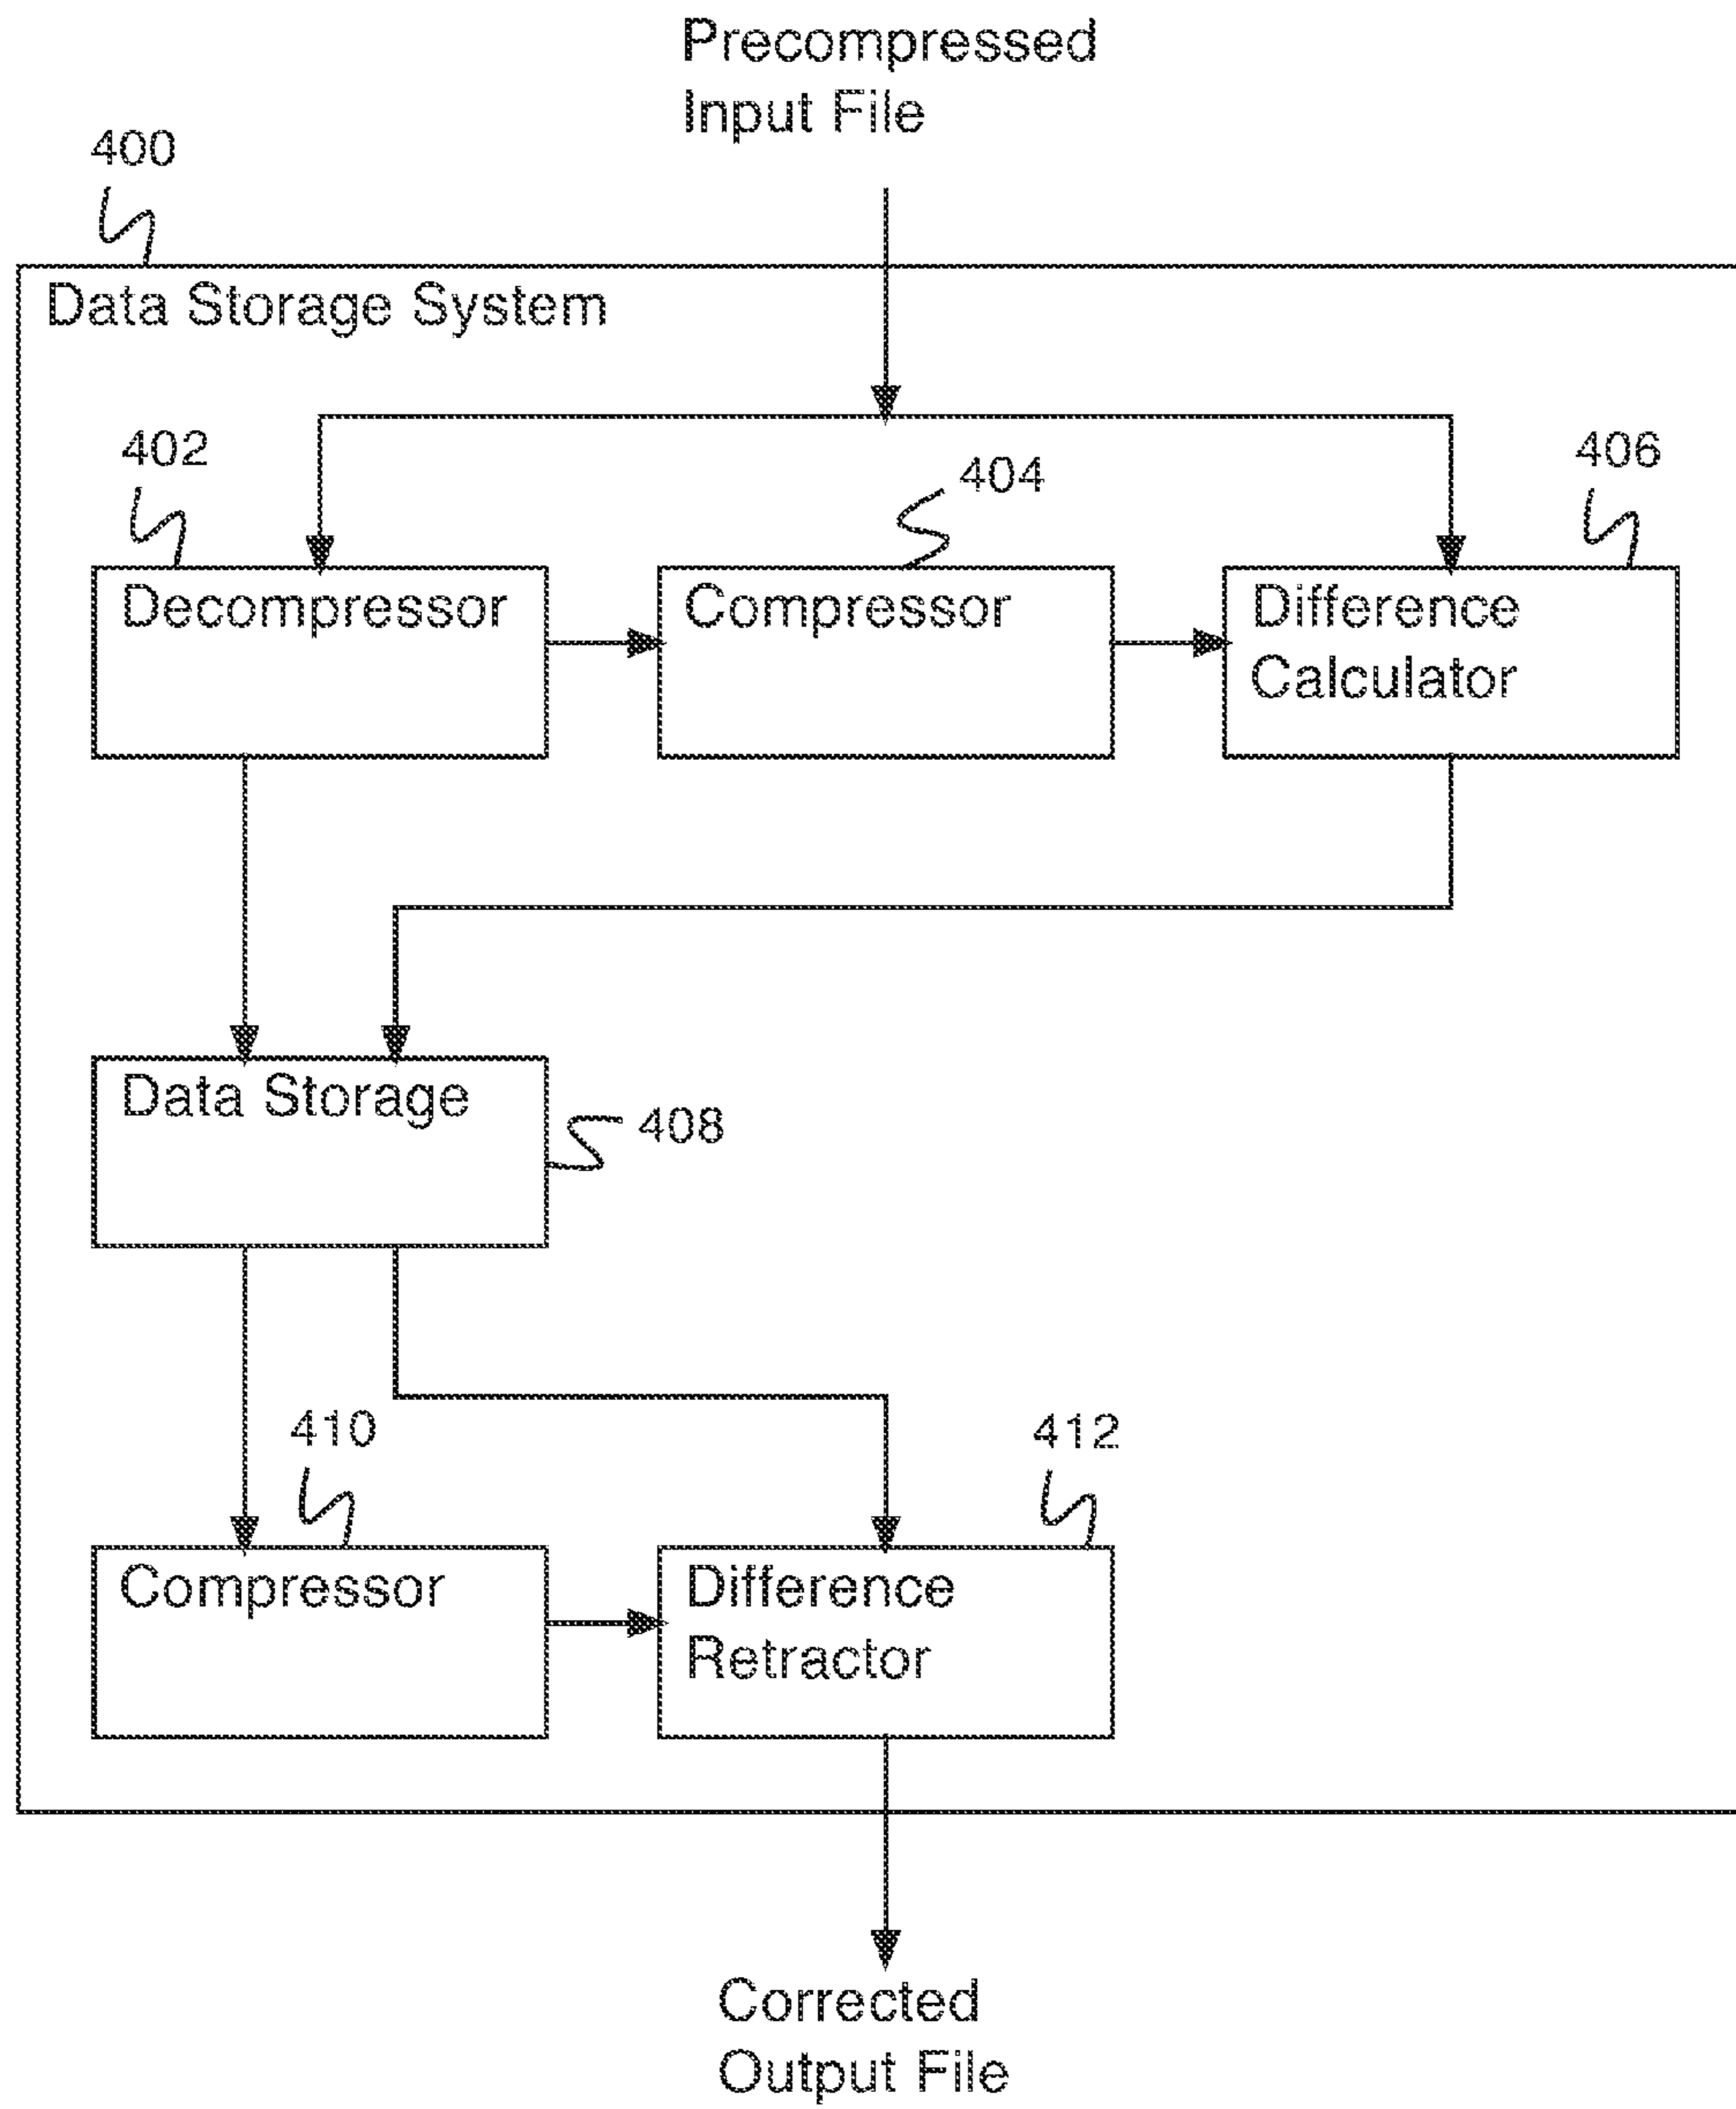 Precompressed
Input File
400
Data Storage System
402
404
406
Decompressor
Compressor
Difference
Calculator
Data Storage
408
410
412
Compressor
Difference
Retractor
Corrected
Output File